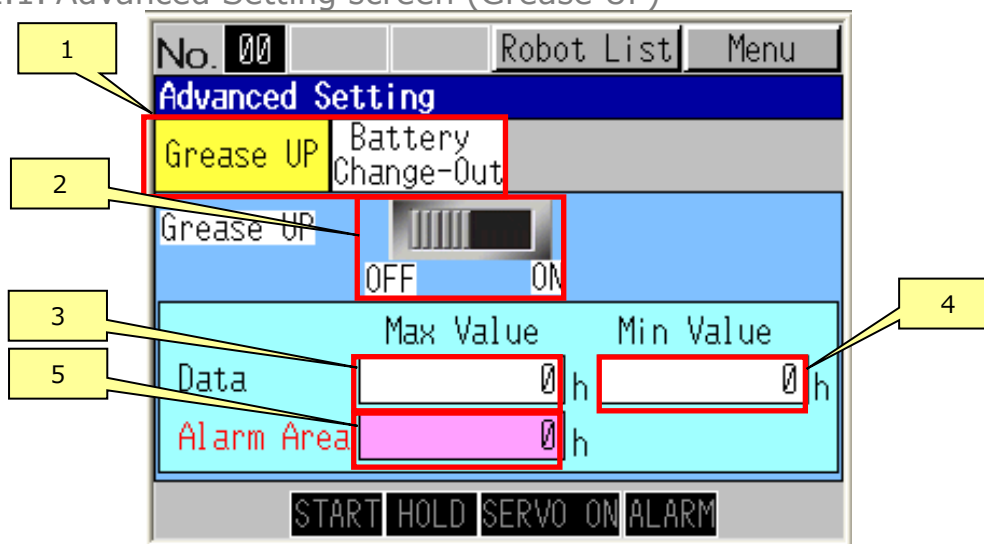 .1. Advanced Setting screen (Grease UP)
1
No. 00 Robot List Menu
Advanced Setting
Grease UP Battery
Change-Out
2
Grease UP
OFF ON
3
Max Value Min Value
4
Data 0 h 0 h
5
Alarm Area 0 h
START HOLD SERVO ON ALARM